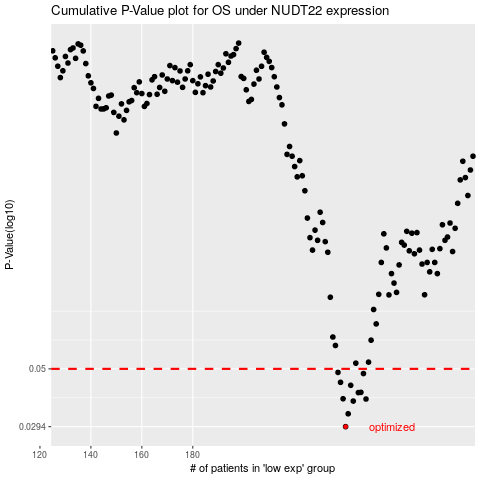 Cumulative P-Value plot for OS under NUDT22 expression
P-Value(log10)
0.05
0.0294
optimized
120 140 160 180
# of patients in 'low exp' group